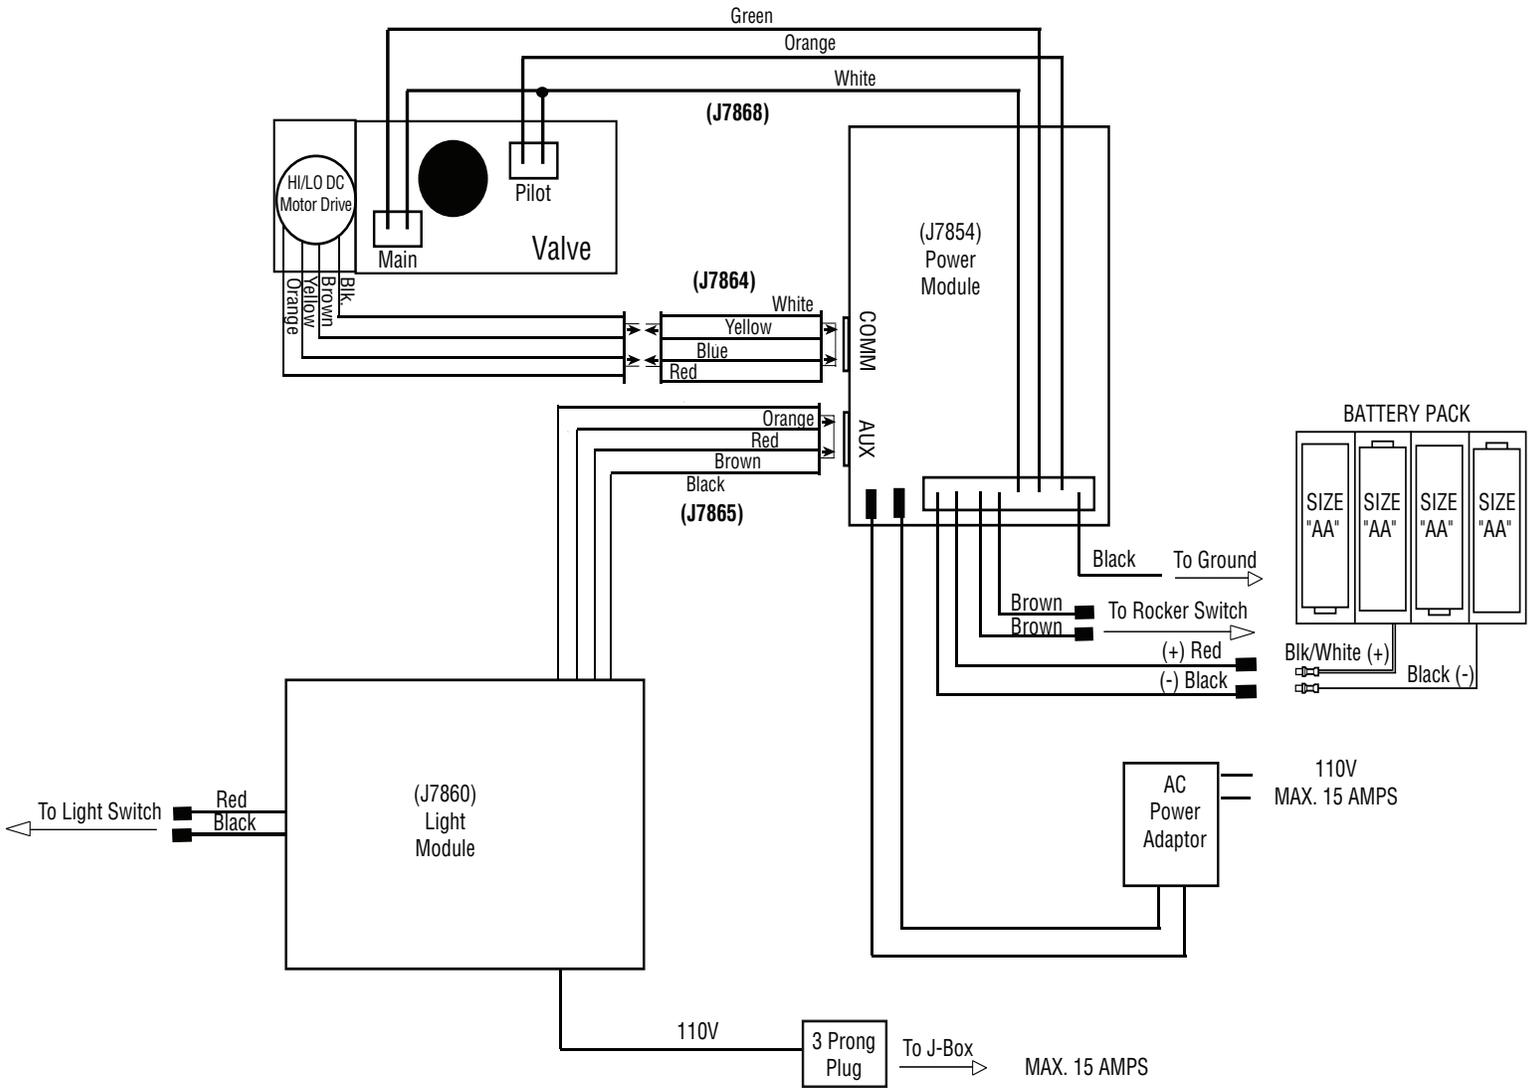 Green
Orange
White
(J7868)
HI/LO DC
Motor Drive
Pilot
Main
Valve
Orange
Yellow
Brown
Blk.
(J7864)
White
Yellow
Blue
Red
COMM
(J7854)
Power
Module
Orange
Red
Brown
Black
(J7865)
AUX
BATTERY PACK
SIZE
"AA"
SIZE
"AA"
SIZE
"AA"
SIZE
"AA"
Black
To Ground
Brown
Brown
To Rocker Switch
(+) Red
(-) Black
Blk/White (+)
Black (-)
(J7860)
Light
Module
To Light Switch
Red
Black
AC
Power
Adaptor
110V
MAX. 15 AMPS
110V
3 Prong
Plug
To J-Box
MAX. 15 AMPS